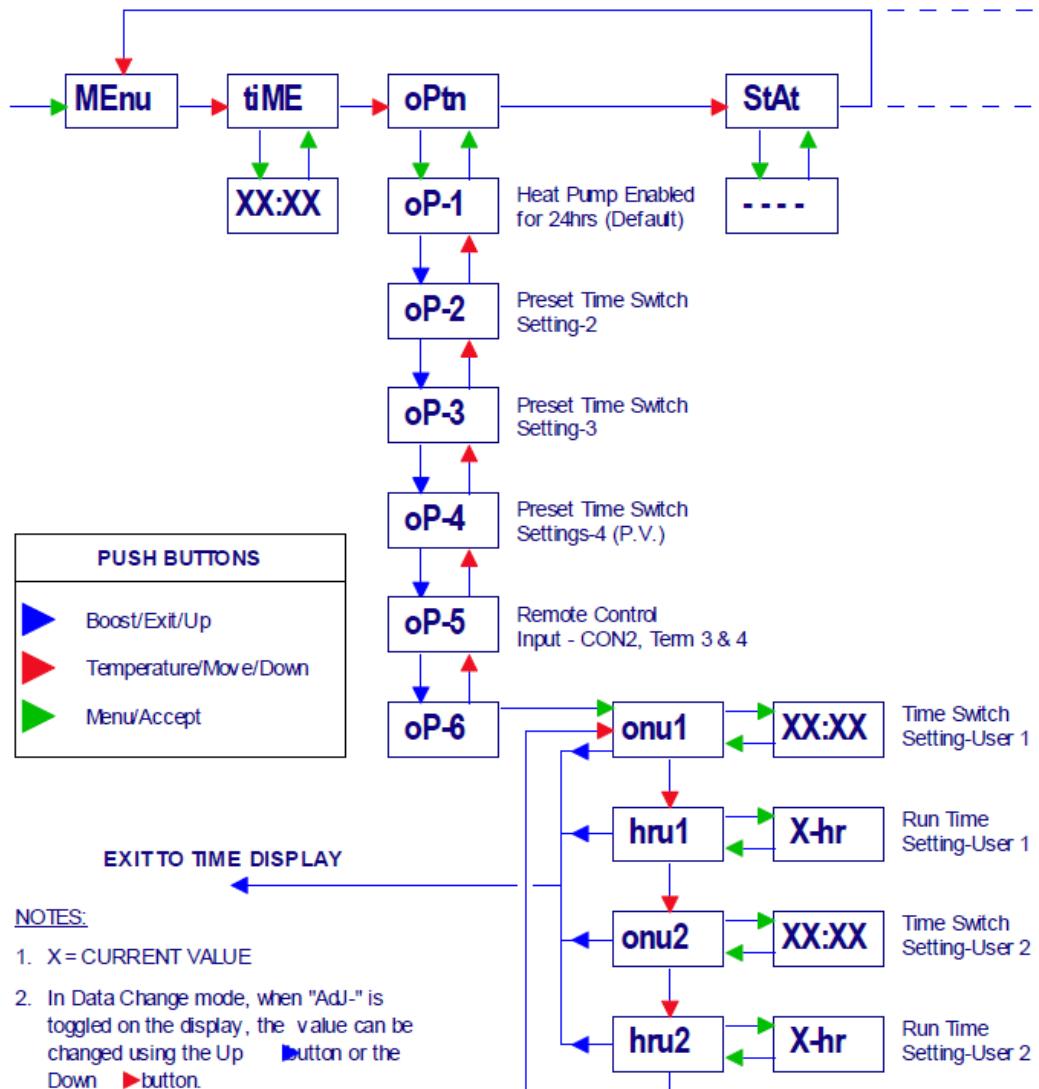 MEnu
tiME
oPtn
StAt
XX:XX
oP-1
Heat Pump Enabled
for 24hrs (Default)
- - - -
oP-2
Preset Time Switch
Setting-2
oP-3
Preset Time Switch
Setting-3
oP-4
Preset Time Switch
Settings-4 (P.V.)
PUSH BUTTONS
Boost/Exit/Up
Temperature/Move/Down
Menu/Accept
oP-5
Remote Control
Input - CON2, Term 3 & 4
oP-6
onu1
XX:XX
Time Switch
Setting-User 1
hru1
X-hr
Run Time
Setting-User 1
EXIT TO TIME DISPLAY
onu2
XX:XX
Time Switch
Setting-User 2
hru2
X-hr
Run Time
Setting-User 2
NOTES:
1. X = CURRENT VALUE
2. In Data Change mode, when "AdJ-" is
toggled on the display, the value can be
changed using the Up button or the
Down button.